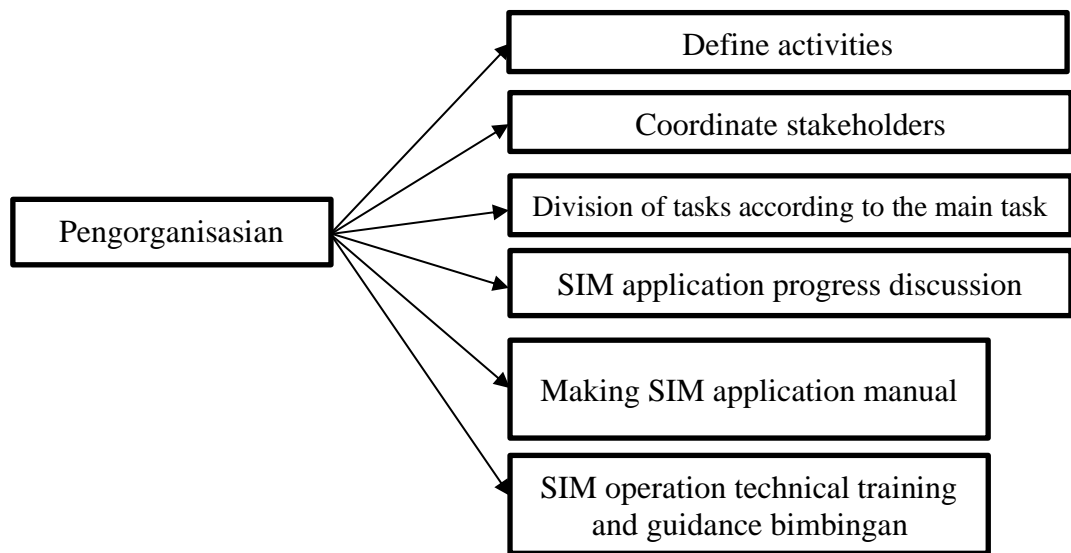 Pengorganisasian
Define activities
Coordinate stakeholders
Division of tasks according to the main task
SIM application progress discussion
Making SIM application manual
SIM operation technical training
and guidance bimbingan